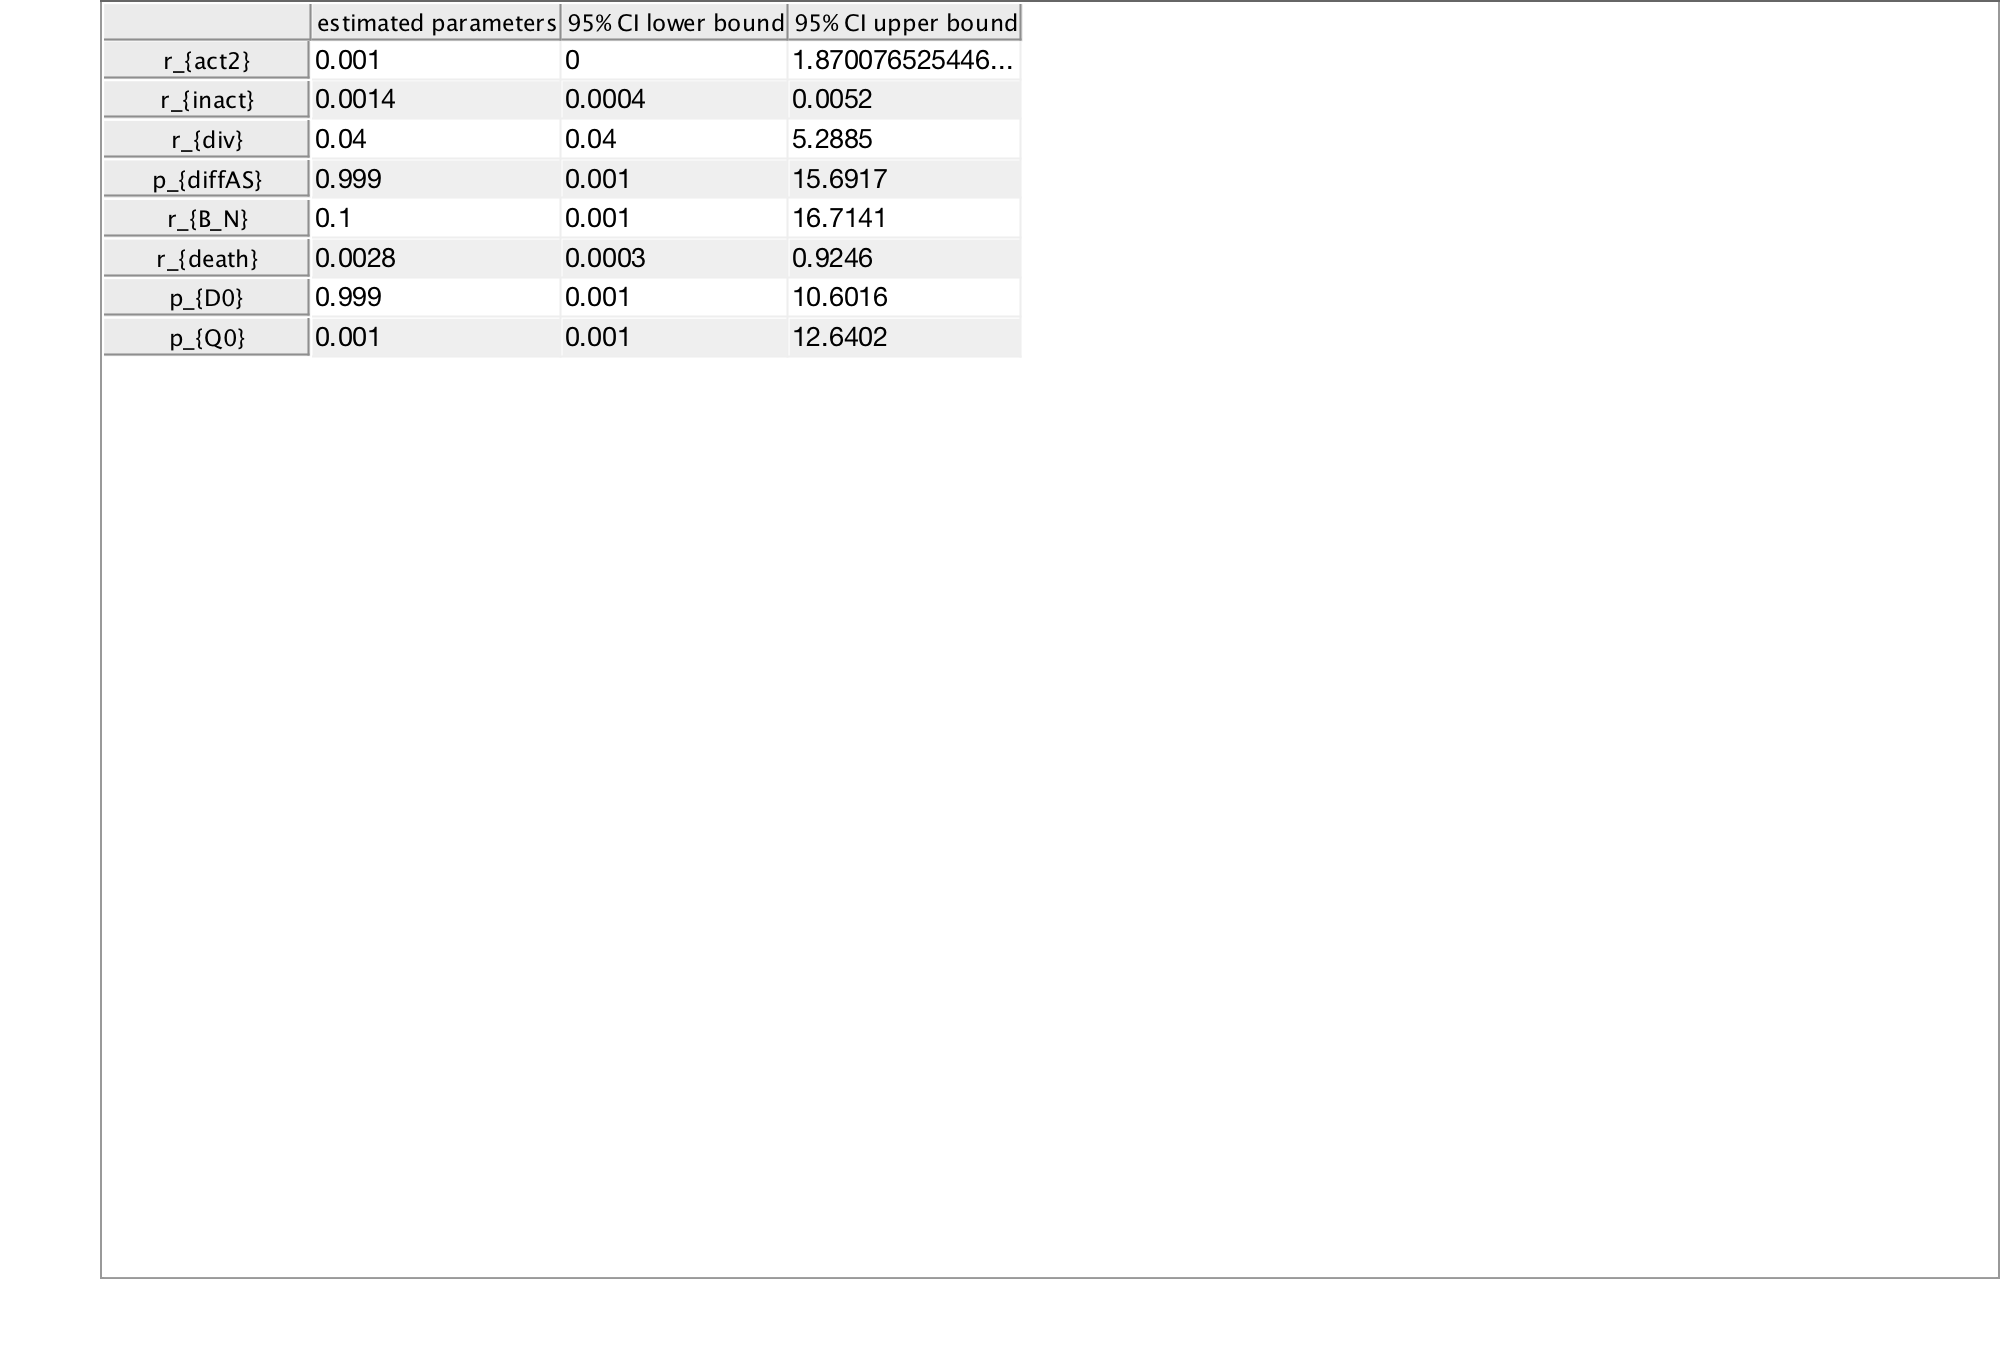 estimated parameters 95% CI lower bound 95% CI upper bound
r_{act2} 0.001 0 1.870076525446...
r_{inact} 0.0014 0.0004 0.0052
r_{div} 0.04 0.04 5.2885
p_{diffAS} 0.999 0.001 15.6917
r_{B_N} 0.1 0.001 16.7141
r_{death} 0.0028 0.0003 0.9246
p_{D0} 0.999 0.001 10.6016
p_{Q0} 0.001 0.001 12.6402